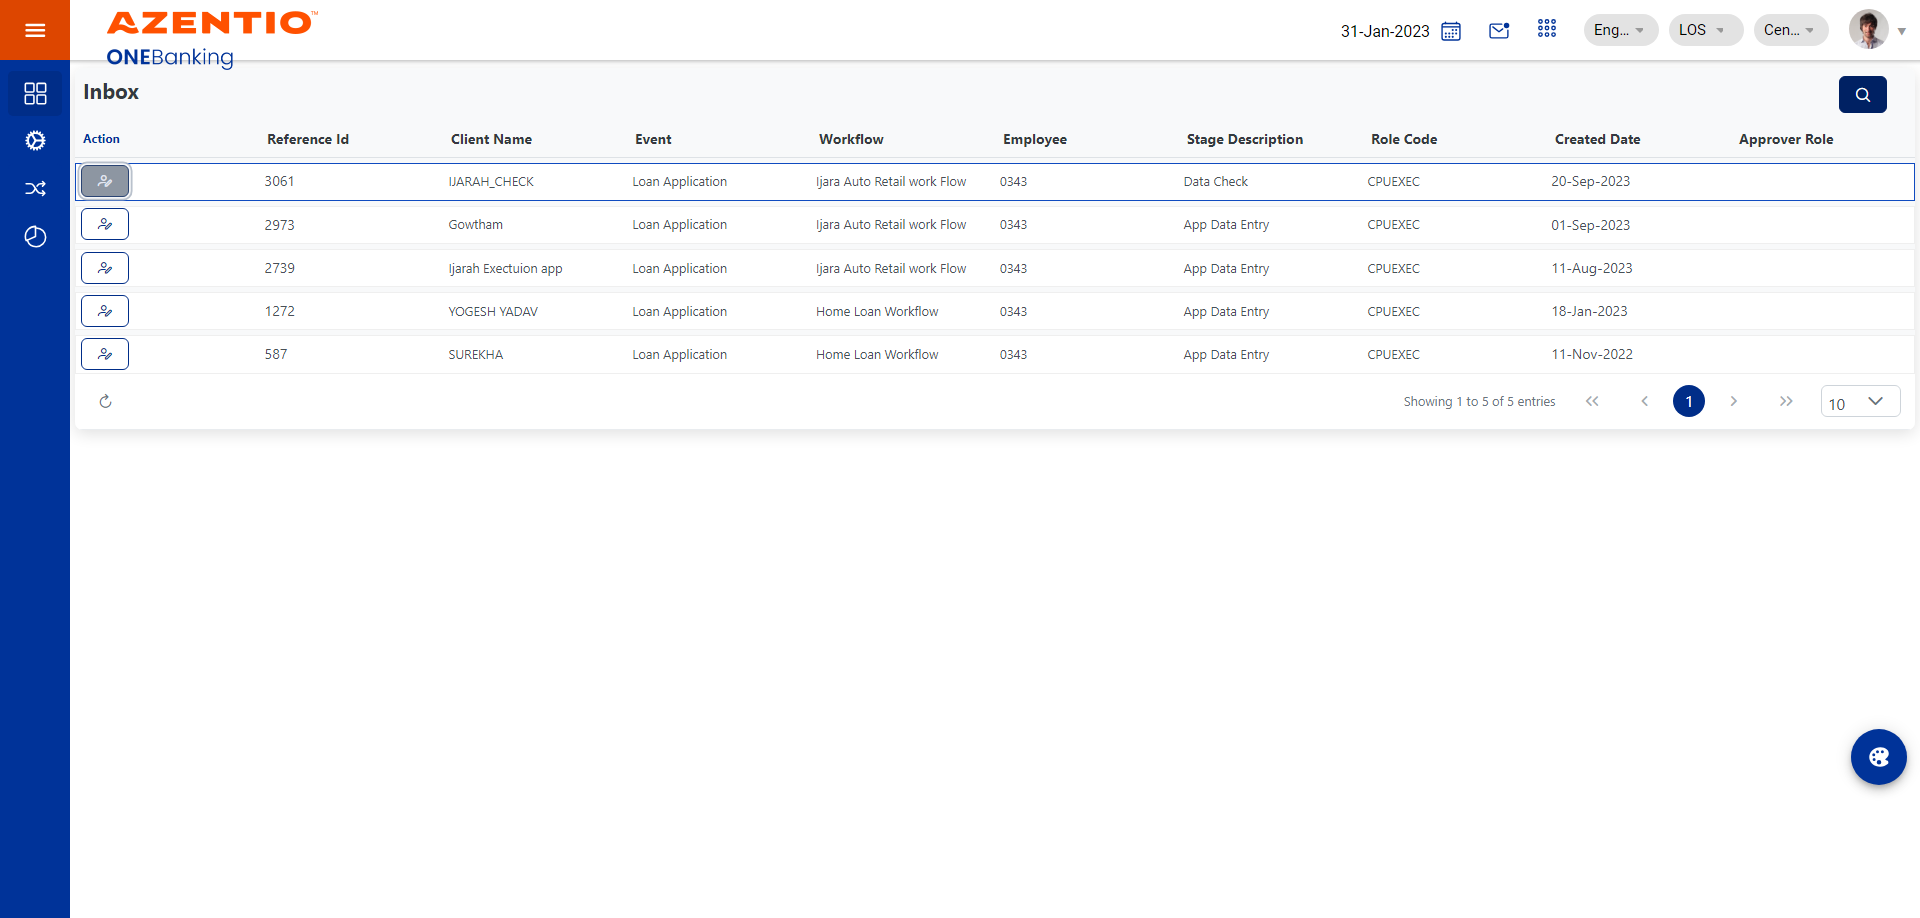 AZENTIO™
ONEBanking
31-Jan-2023 Eng... LOS Cen...
Inbox
Action Reference Id Client Name Event Workflow Employee Stage Description Role Code Created Date Approver Role
3061 IJARAH_CHECK Loan Application Ijara Auto Retail work Flow 0343 Data Check CPUEXEC 20-Sep-2023
2973 Gowtham Loan Application Ijara Auto Retail work Flow 0343 App Data Entry CPUEXEC 01-Sep-2023
2739 Ijarah Exectuion app Loan Application Ijara Auto Retail work Flow 0343 App Data Entry CPUEXEC 11-Aug-2023
1272 YOGESH YADAV Loan Application Home Loan Workflow 0343 App Data Entry CPUEXEC 18-Jan-2023
587 SUREKHA Loan Application Home Loan Workflow 0343 App Data Entry CPUEXEC 11-Nov-2022
Showing 1 to 5 of 5 entries 1 10